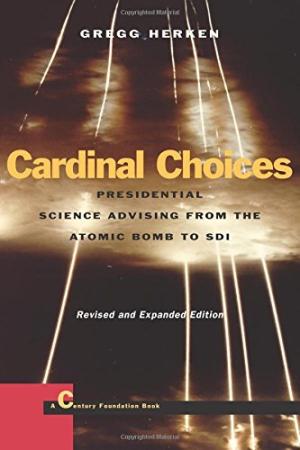 GREGG HERKEN
Cardinal Choices
PRESIDENTIAL
SCIENCE ADVISING FROM THE
ATOMIC BOMB TO SDI
Revised and Expanded Edition
A Century Foundation Book